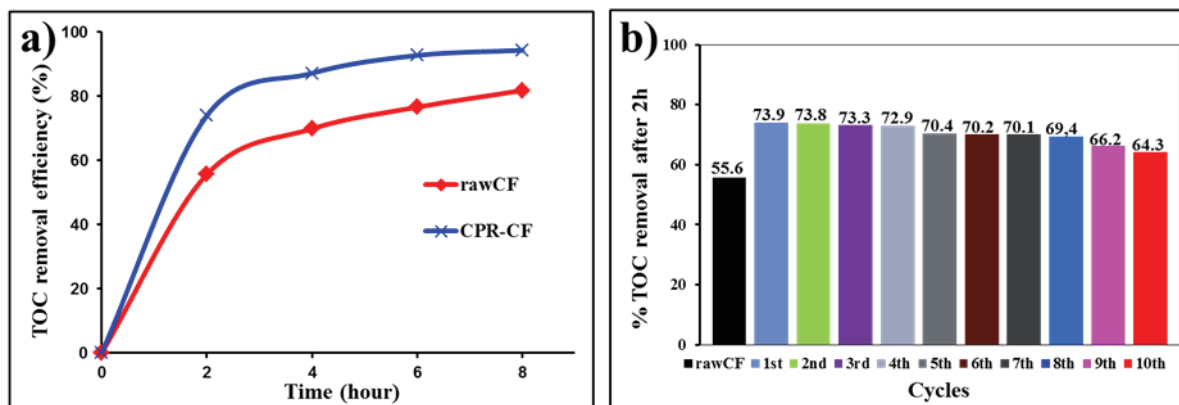 a)
TOC removal efficiency (%)
100
80
60
40
20
0
0 2 4 6 8
Time (hour)
rawCF
CPR-CF
b)
% TOC removal after 2h
100
80
60
40
20
0
55.6 73.9 73.8 73.3 72.9 70.4 70.2 70.1 69.4 66.2 64.3
rawCF 1st 2nd 3rd 4th 5th 6th 7th 8th 9th 10th
Cycles